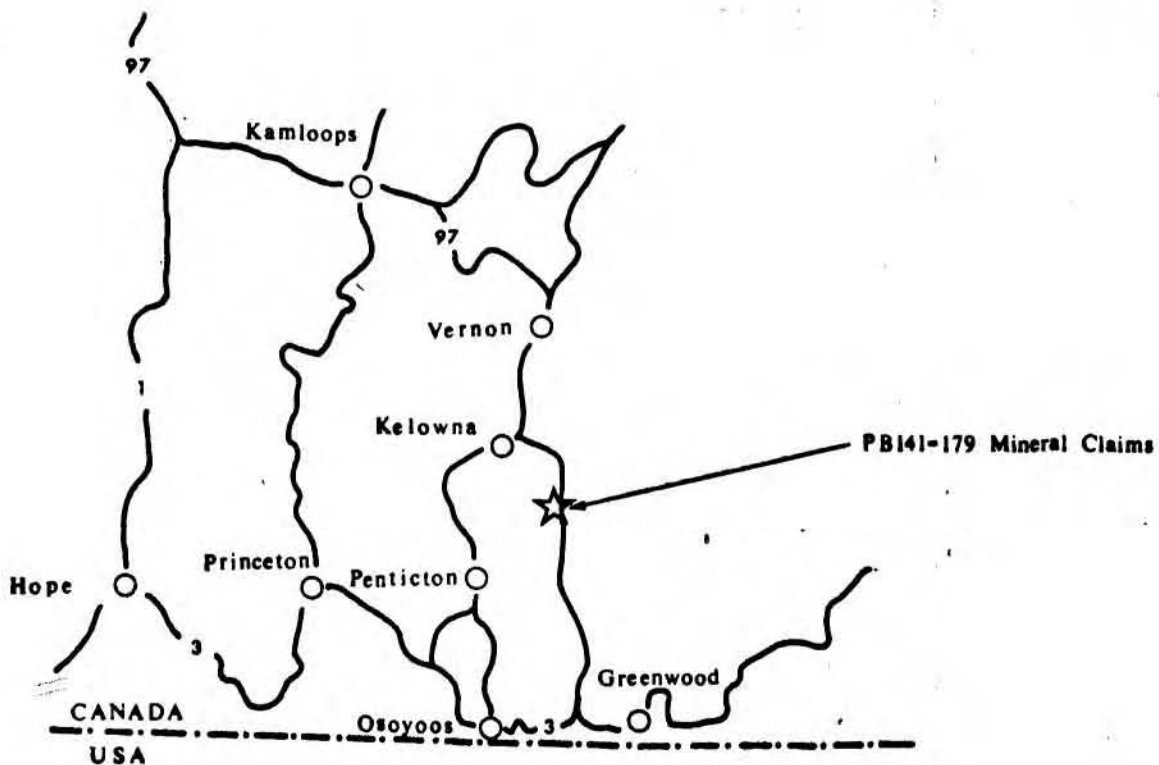 97
Kamloops
97
Vernon
1
Kelowna
PB141-179 Mineral Claims
Princeton
Penticton
Hope
3
Greenwood
CANADA
Osoyoos
3
USA